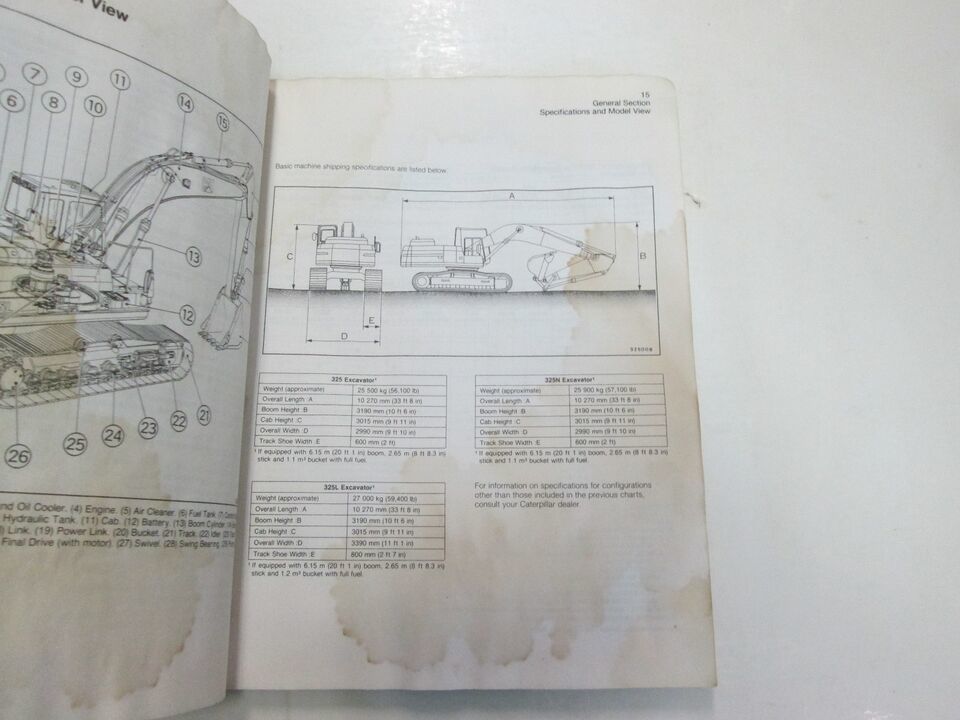 View
7
9
11
14
15
6
8
10
13
12
21
22
23
24
25
26
nd Oil Cooler. (4) Engine. (5) Air Cleaner. (6) Fuel Tank. (7)
Hydraulic Tank. (11) Cab. (12) Battery. (13) Boom Cylinder.
Link. (19) Power Link. (20) Bucket. (21) Track. (22) Idler.
Final Drive (with motor). (27) Swivel. (28) Swing Bearing.
15
General Section
Specifications and Model View
Basic machine shipping specifications are listed below.
A
C
B
E
D
325 Excavator¹
Weight (approximate) 25 500 kg (56,100 lb)
Overall Length :A 10 270 mm (33 ft 8 in)
Boom Height :B 3190 mm (10 ft 6 in)
Cab Height :C 3015 mm (9 ft 11 in)
Overall Width :D 2990 mm (9 ft 10 in)
Track Shoe Width :E 600 mm (2 ft)
¹ If equipped with 6.15 m (20 ft 1 in) boom, 2.65 m (8 ft 8.3 in)
stick and 1.1 m³ bucket with full fuel.
325N Excavator¹
Weight (approximate) 25 900 kg (57,100 lb)
Overall Length :A 10 270 mm (33 ft 8 in)
Boom Height :B 3190 mm (10 ft 6 in)
Cab Height :C 3015 mm (9 ft 11 in)
Overall Width :D 2990 mm (9 ft 10 in)
Track Shoe Width :E 600 mm (2 ft)
¹ If equipped with 6.15 m (20 ft 1 in) boom, 2.65 m (8 ft 8.3 in)
stick and 1.1 m³ bucket with full fuel.
325L Excavator¹
Weight (approximate) 27 000 kg (59,400 lb)
Overall Length :A 10 270 mm (33 ft 8 in)
Boom Height :B 3190 mm (10 ft 6 in)
Cab Height :C 3015 mm (9 ft 11 in)
Overall Width :D 3390 mm (11 ft 1 in)
Track Shoe Width :E 800 mm (2 ft 7 in)
¹ If equipped with 6.15 m (20 ft 1 in) boom, 2.65 m (8 ft 8.3 in)
stick and 1.2 m³ bucket with full fuel.
For information on specifications for configurations
other than those included in the previous charts,
consult your Caterpillar dealer.